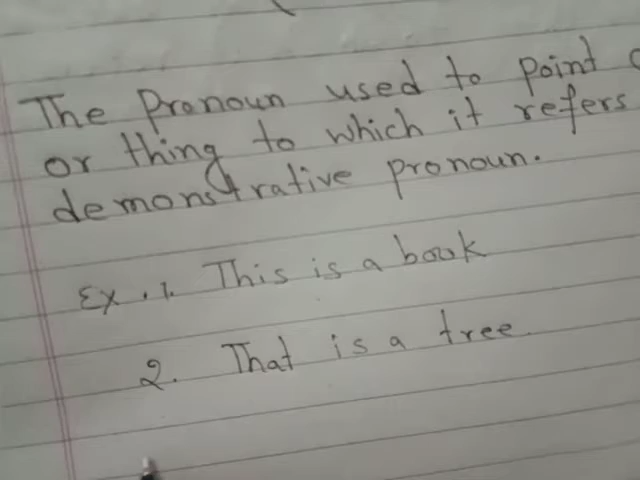 The pronoun used to point
or thing to which it refers
demonstrative pronoun.
Ex. 1. This is a book
2. That is a tree.